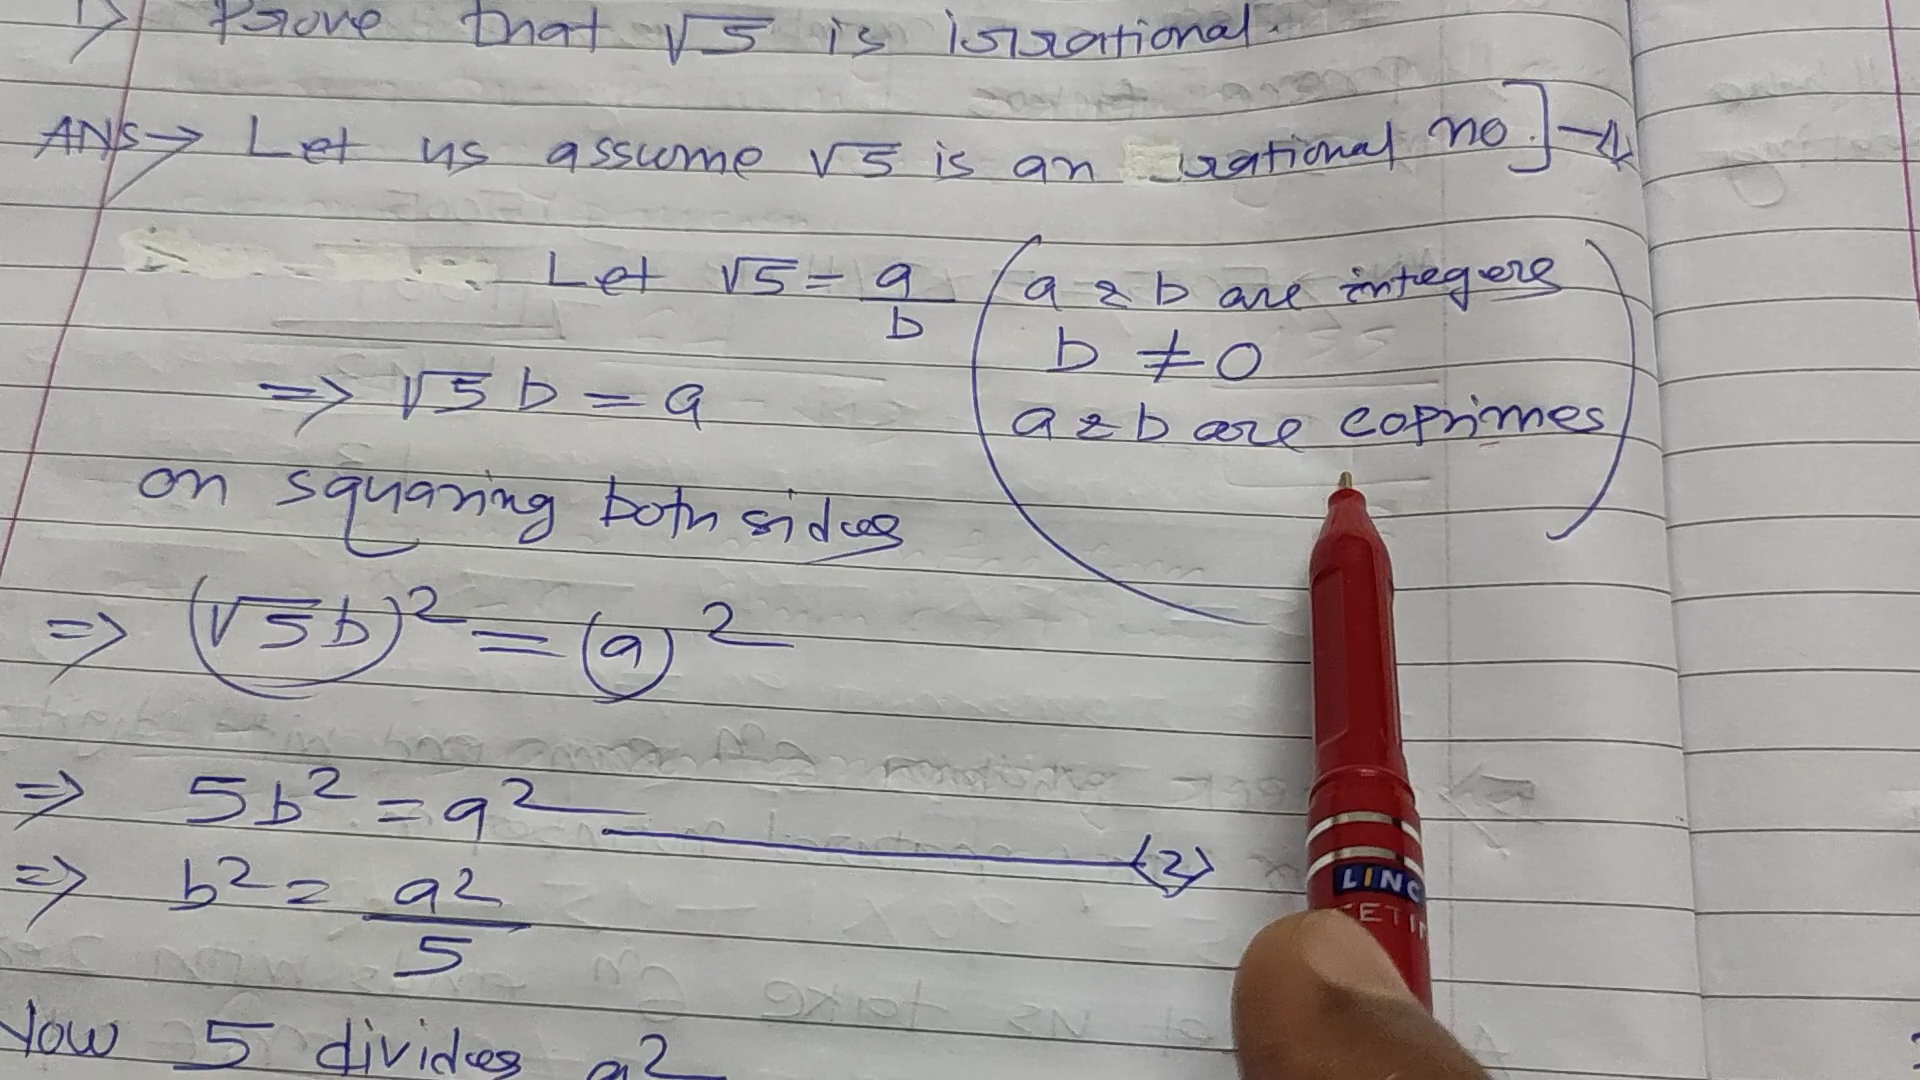 1) Prove that √5 is irrational.
ANS→ Let us assume √5 is an rational no.] -1
Let √5 = a/b (a & b are integers
b ≠ 0
a & b are coprimes)
⇒ √5 b = a
on squaring both sides
⇒ (√5b)² = (a)²
⇒ 5b² = a² —— (2)
⇒ b² = a²/5
Now 5 divides a²
LINC